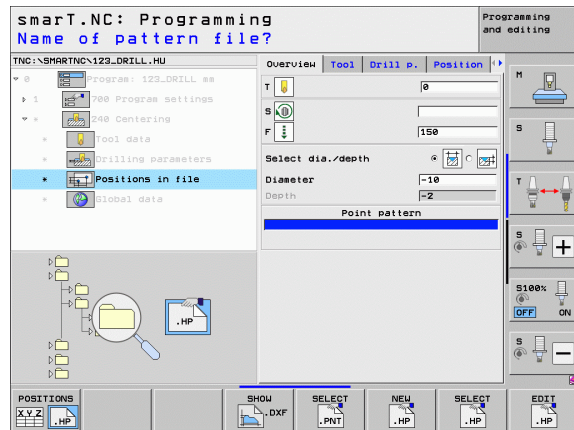 smarT.NC: Programming
Name of pattern file?
Programming
and editing
TNC:\SMARTNC\123_DRILL.HU
0 Program: 123_DRILL mm
1 700 Program settings
* 240 Centering
* Tool data
* Drilling parameters
* Positions in file
* Global data
Overview Tool Drill p. Position
T 0
S
F 150
Select dia./depth
Diameter -10
Depth -2
Point pattern
.HP
M
S
T
S
S100%
OFF ON
S
POSITIONS
X Y Z .HP
SHOW
.DXF
SELECT
.PNT
NEW
.HP
SELECT
.HP
EDIT
.HP